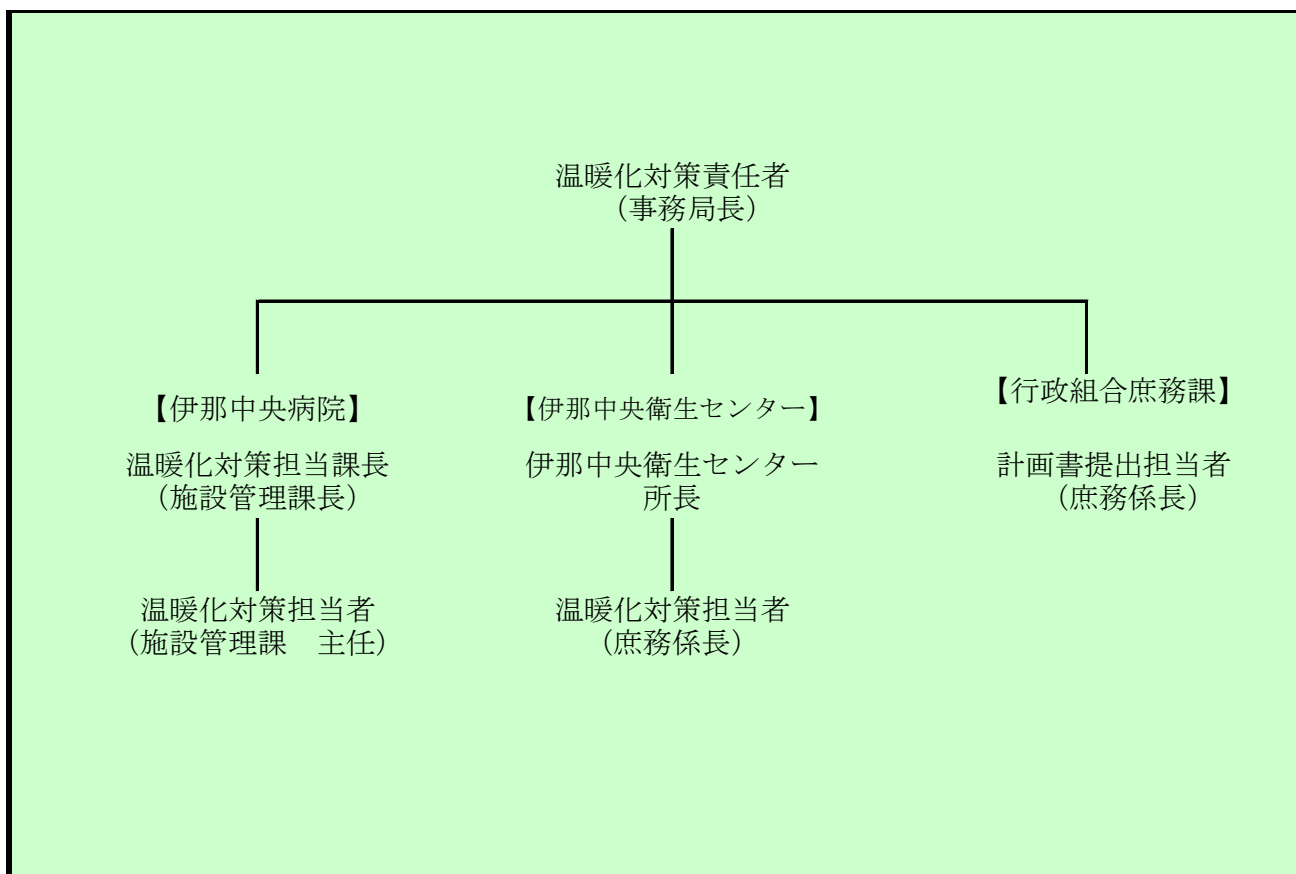 温暖化対策責任者
（事務局長）
【伊那中央病院】
温暖化対策担当課長
（施設管理課長）
温暖化対策担当者
（施設管理課　主任）
【伊那中央衛生センター】
伊那中央衛生センター
所長
温暖化対策担当者
（庶務係長）
【行政組合庶務課】
計画書提出担当者
（庶務係長）